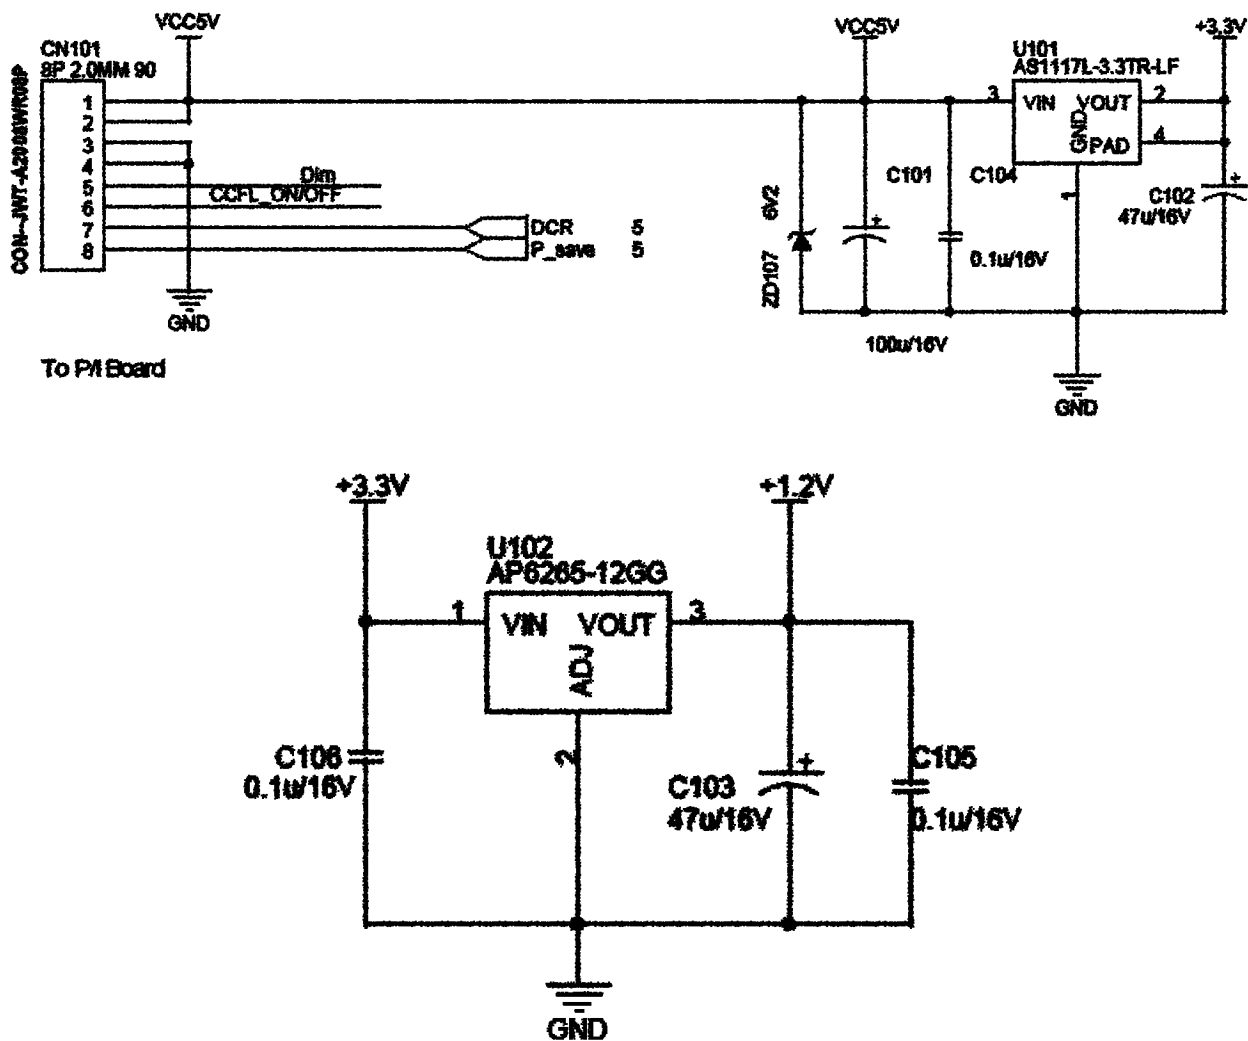 VCC5V
CN101
8P 2.0MM 90
CON--JWT-A2008WR08P
1
2
3
4
5
6
7
8
Dim
CCFL_ON/OFF
DCR 5
P_save 5
GND
To P/I Board
VCC5V
+3.3V
U101
AS1117L-3.3TR-LF
3
VIN VOUT
2
GND
PAD
4
1
C101
C104
C102
47u/16V
+
6V2
ZD107
+
0.1u/16V
100u/16V
GND
+3.3V
+1.2V
U102
AP6265-12GG
1
VIN VOUT
3
ADJ
2
C106
0.1u/16V
C103
47u/16V
+
C105
0.1u/16V
GND